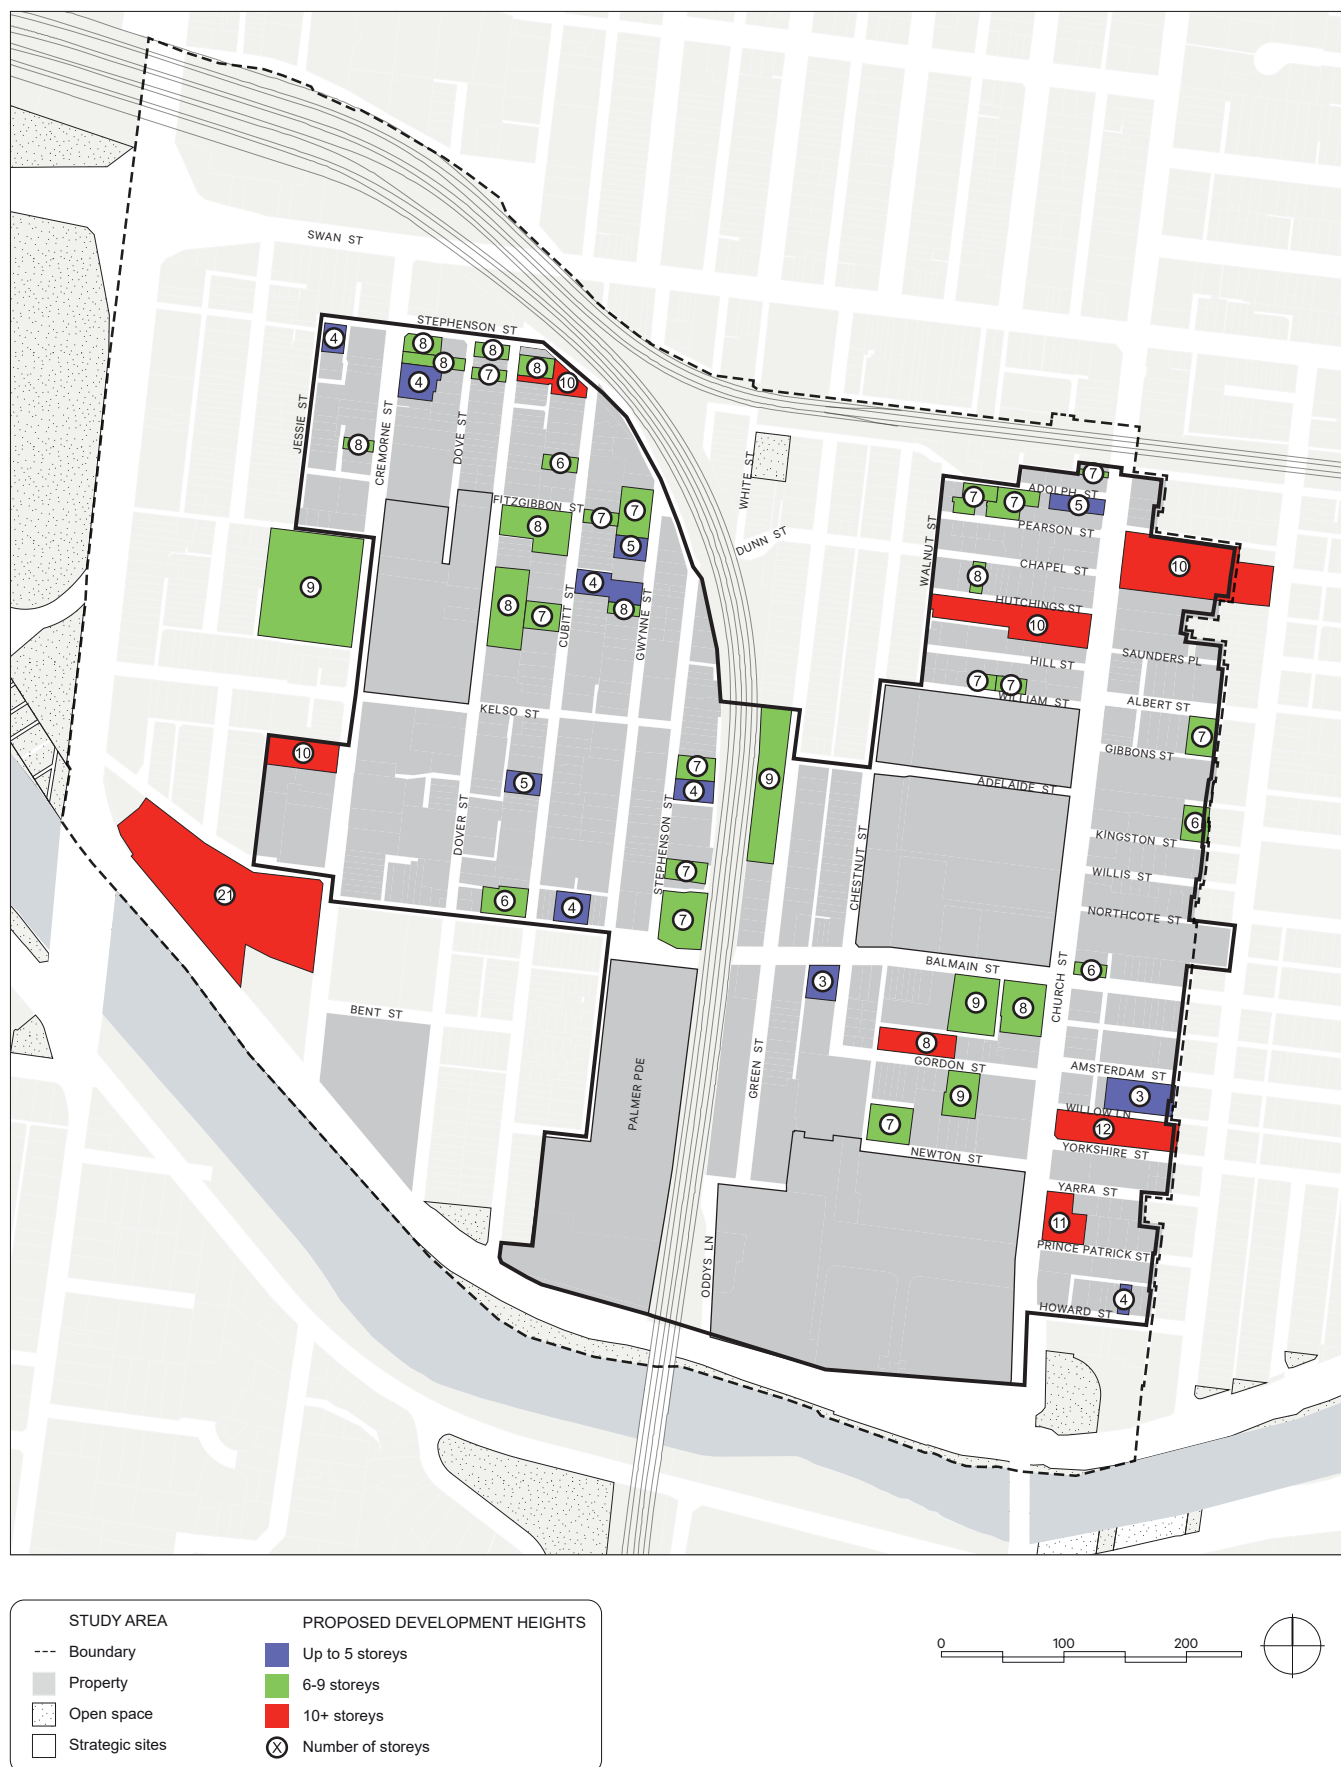 SWAN ST
STEPHENSON ST
4
8
8
8
7
8
10
4
JESSIE ST
CREMORNE ST
DOVE ST
8
6
FITZGIBBON ST
8
7
7
5
WHITE ST
DUNN ST
7
ADOLPH ST
7
7
5
PEARSON ST
WALNUT ST
CHAPEL ST
10
8
HUTCHINGS ST
10
9
8
7
CUBITT ST
4
8
GWYNNE ST
HILL ST
SAUNDERS PL
7
7
WILLIAM ST
ALBERT ST
7
GIBBONS ST
KELSO ST
10
5
7
4
9
ADELAIDE ST
6
KINGSTON ST
DOVER ST
STEPHENSON ST
CHESTNUT ST
WILLIS ST
7
21
6
4
7
NORTHCOTE ST
BALMAIN ST
6
CHURCH ST
3
9
8
BENT ST
8
GORDON ST
AMSTERDAM ST
PALMER PDE
GREEN ST
9
3
WILLOW LN
12
7
YORKSHIRE ST
NEWTON ST
YARRA ST
11
PRINCE PATRICK ST
ODDYS LN
4
HOWARD ST
STUDY AREA
Boundary
Property
Open space
Strategic sites
PROPOSED DEVELOPMENT HEIGHTS
Up to 5 storeys
6-9 storeys
10+ storeys
X Number of storeys
0 100 200